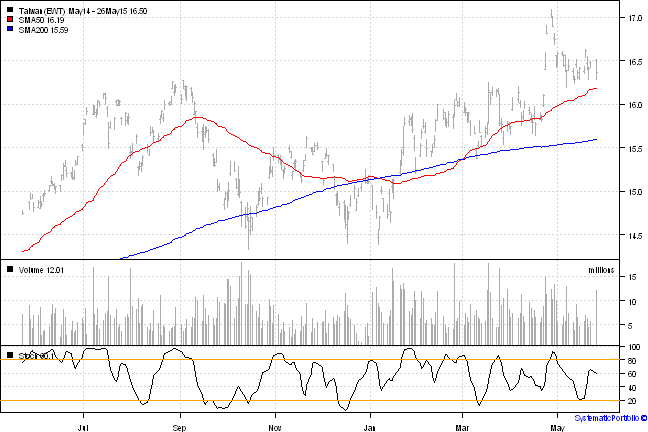 Taiwan (EWT) May14 - 26May15 16.50
SMA50 16.19
SMA200 15.59
17.0
16.5
16.0
15.5
15.0
14.5
Volume 12.01
millions
15
10
5
100
80
60
40
20
Jul Sep Nov Jan Mar May
SystematicPortfolio ©